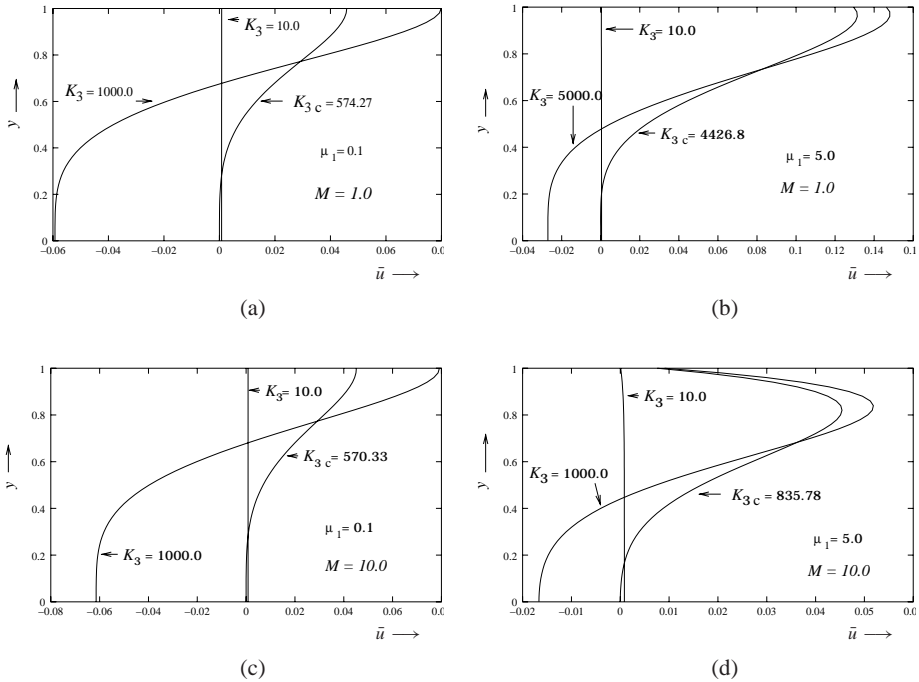 1
0.8
0.6
0.4
0.2
0
y
K3 = 10.0
K3 = 1000.0
K3 c = 574.27
μ1 = 0.1
M = 1.0
−0.06 −0.04 −0.02 0 0.02 0.04 0.06 0.08
ū
(a)
1
0.8
0.6
0.4
0.2
0
y
K3 = 10.0
K3 = 5000.0
K3 c = 4426.8
μ1 = 5.0
M = 1.0
−0.04 −0.02 0 0.02 0.04 0.06 0.08 0.1 0.12 0.14 0.1
ū
(b)
1
0.8
0.6
0.4
0.2
0
y
K3 = 10.0
K3 c = 570.33
μ1 = 0.1
K3 = 1000.0
M = 10.0
−0.08 −0.06 −0.04 −0.02 0 0.02 0.04 0.06 0.08
ū
(c)
1
0.8
0.6
0.4
0.2
0
y
K3 = 10.0
K3 = 1000.0
K3 c = 835.78
μ1 = 5.0
M = 10.0
−0.02 −0.01 0 0.01 0.02 0.03 0.04 0.05 0.0
ū
(d)